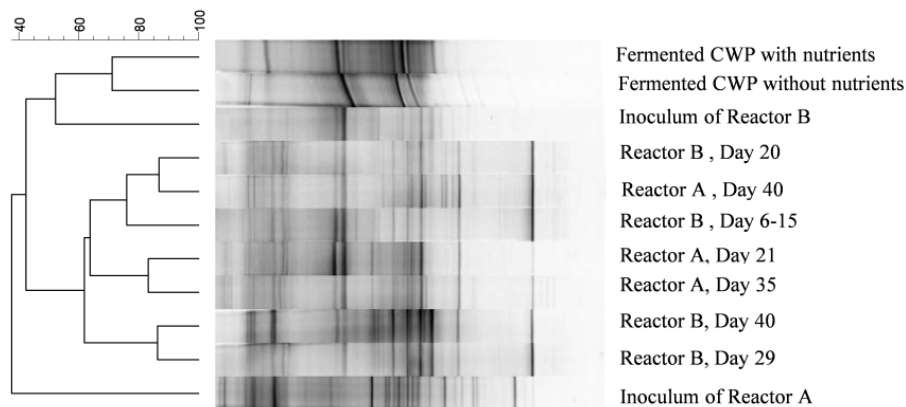 40 60 80 100
Fermented CWP with nutrients
Fermented CWP without nutrients
Inoculum of Reactor B
Reactor B , Day 20
Reactor A , Day 40
Reactor B , Day 6-15
Reactor A, Day 21
Reactor A, Day 35
Reactor B, Day 40
Reactor B, Day 29
Inoculum of Reactor A